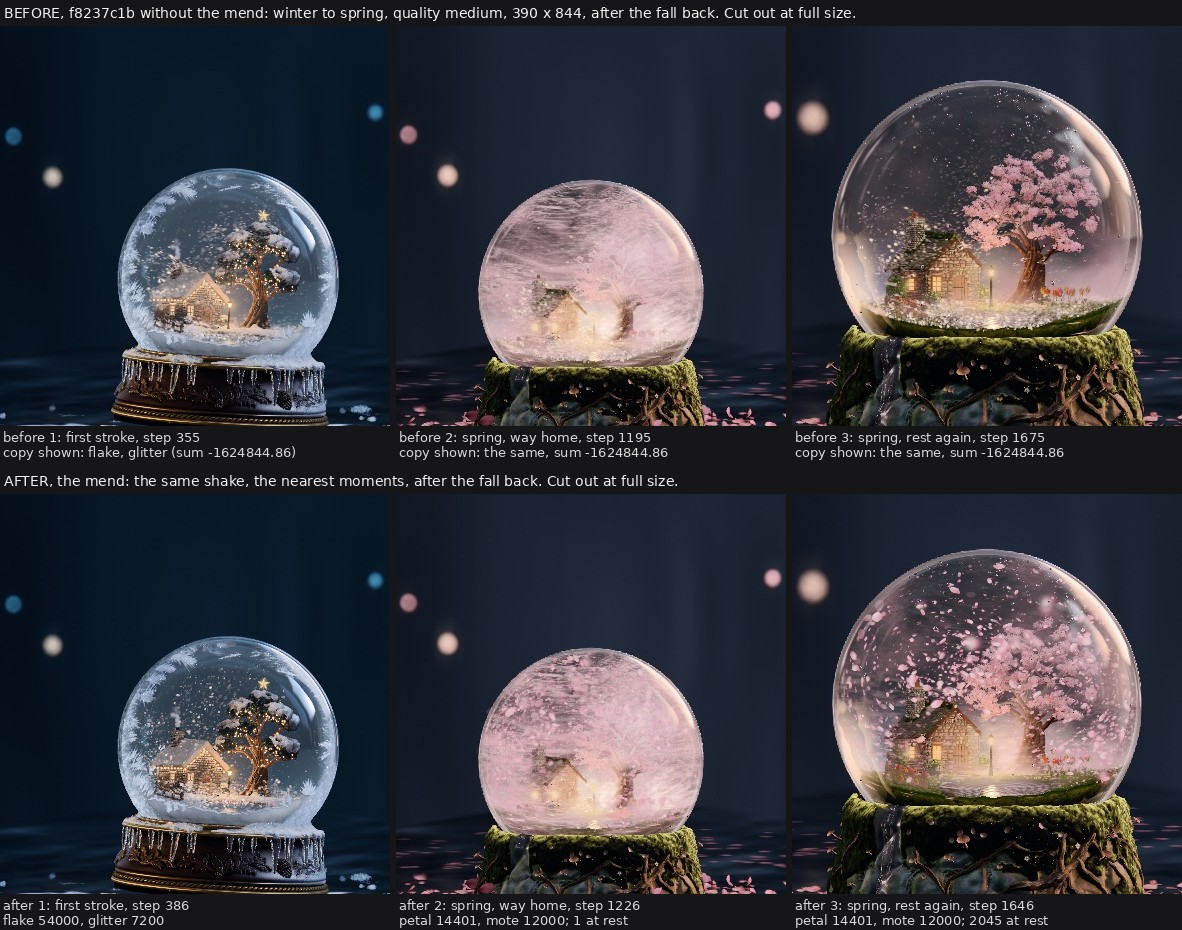 BEFORE, f8237c1b without the mend: winter to spring, quality medium, 390 x 844, after the fall back. Cut out at full size.
before 1: first stroke, step 355
copy shown: flake, glitter (sum -1624844.86)
before 2: spring, way home, step 1195
copy shown: the same, sum -1624844.86
before 3: spring, rest again, step 1675
copy shown: the same, sum -1624844.86
AFTER, the mend: the same shake, the nearest moments, after the fall back. Cut out at full size.
after 1: first stroke, step 386
flake 54000, glitter 7200
after 2: spring, way home, step 1226
petal 14401, mote 12000; 1 at rest
after 3: spring, rest again, step 1646
petal 14401, mote 12000; 2045 at rest